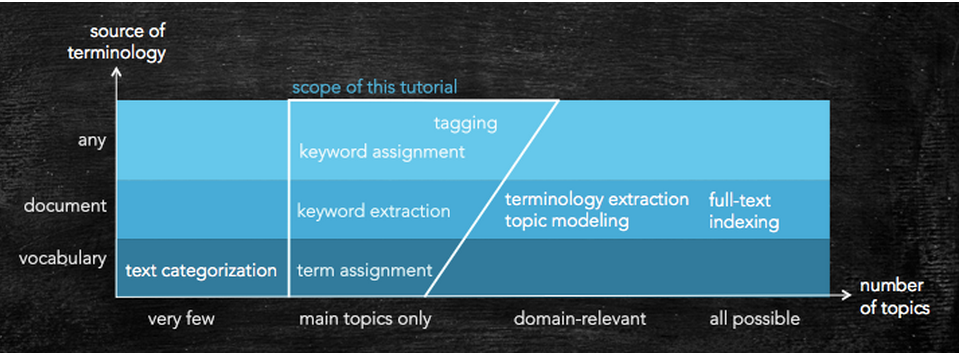 source of
terminology
scope of this tutorial
any
tagging
keyword assignment
document
keyword extraction
terminology extraction
topic modeling
full-text
indexing
vocabulary
text categorization
term assignment
number
of topics
very few
main topics only
domain-relevant
all possible